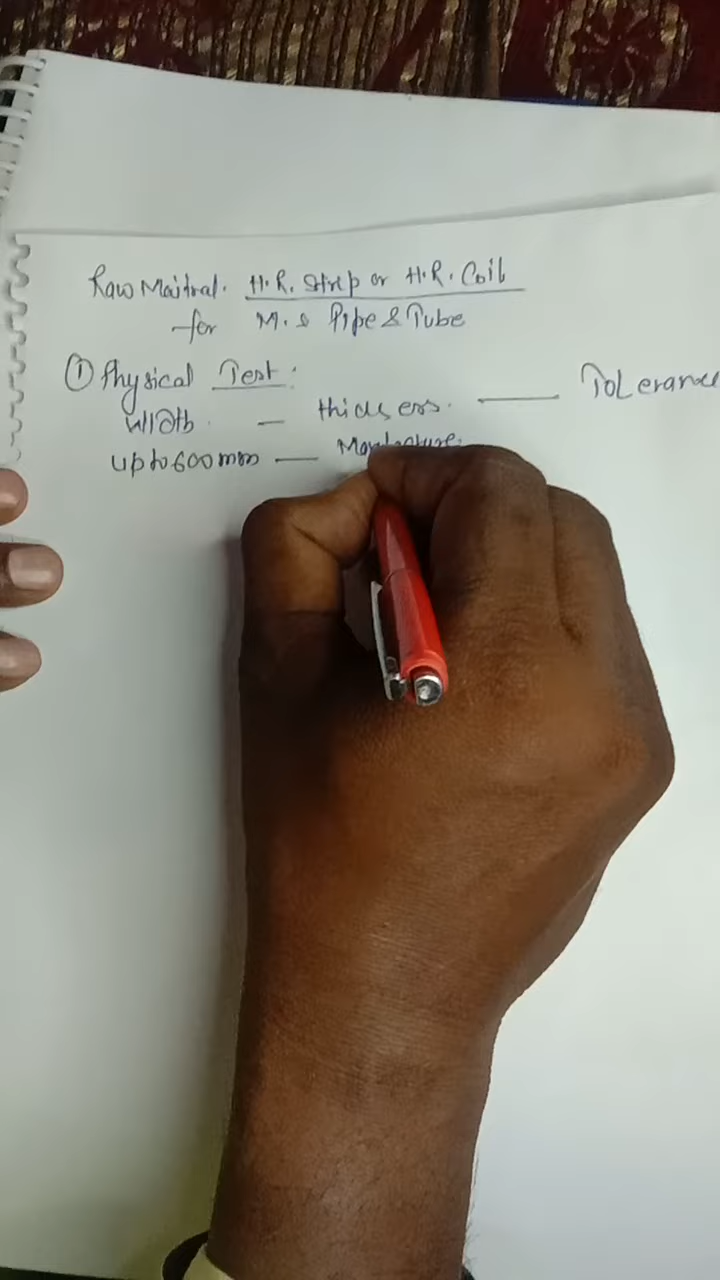 Raw Maitral. H.R. Strip or H.R. Coil
for M.S Pipe & Tube
① Physical Test:
Width - thickness. — Tolerance
up to 600 mm —